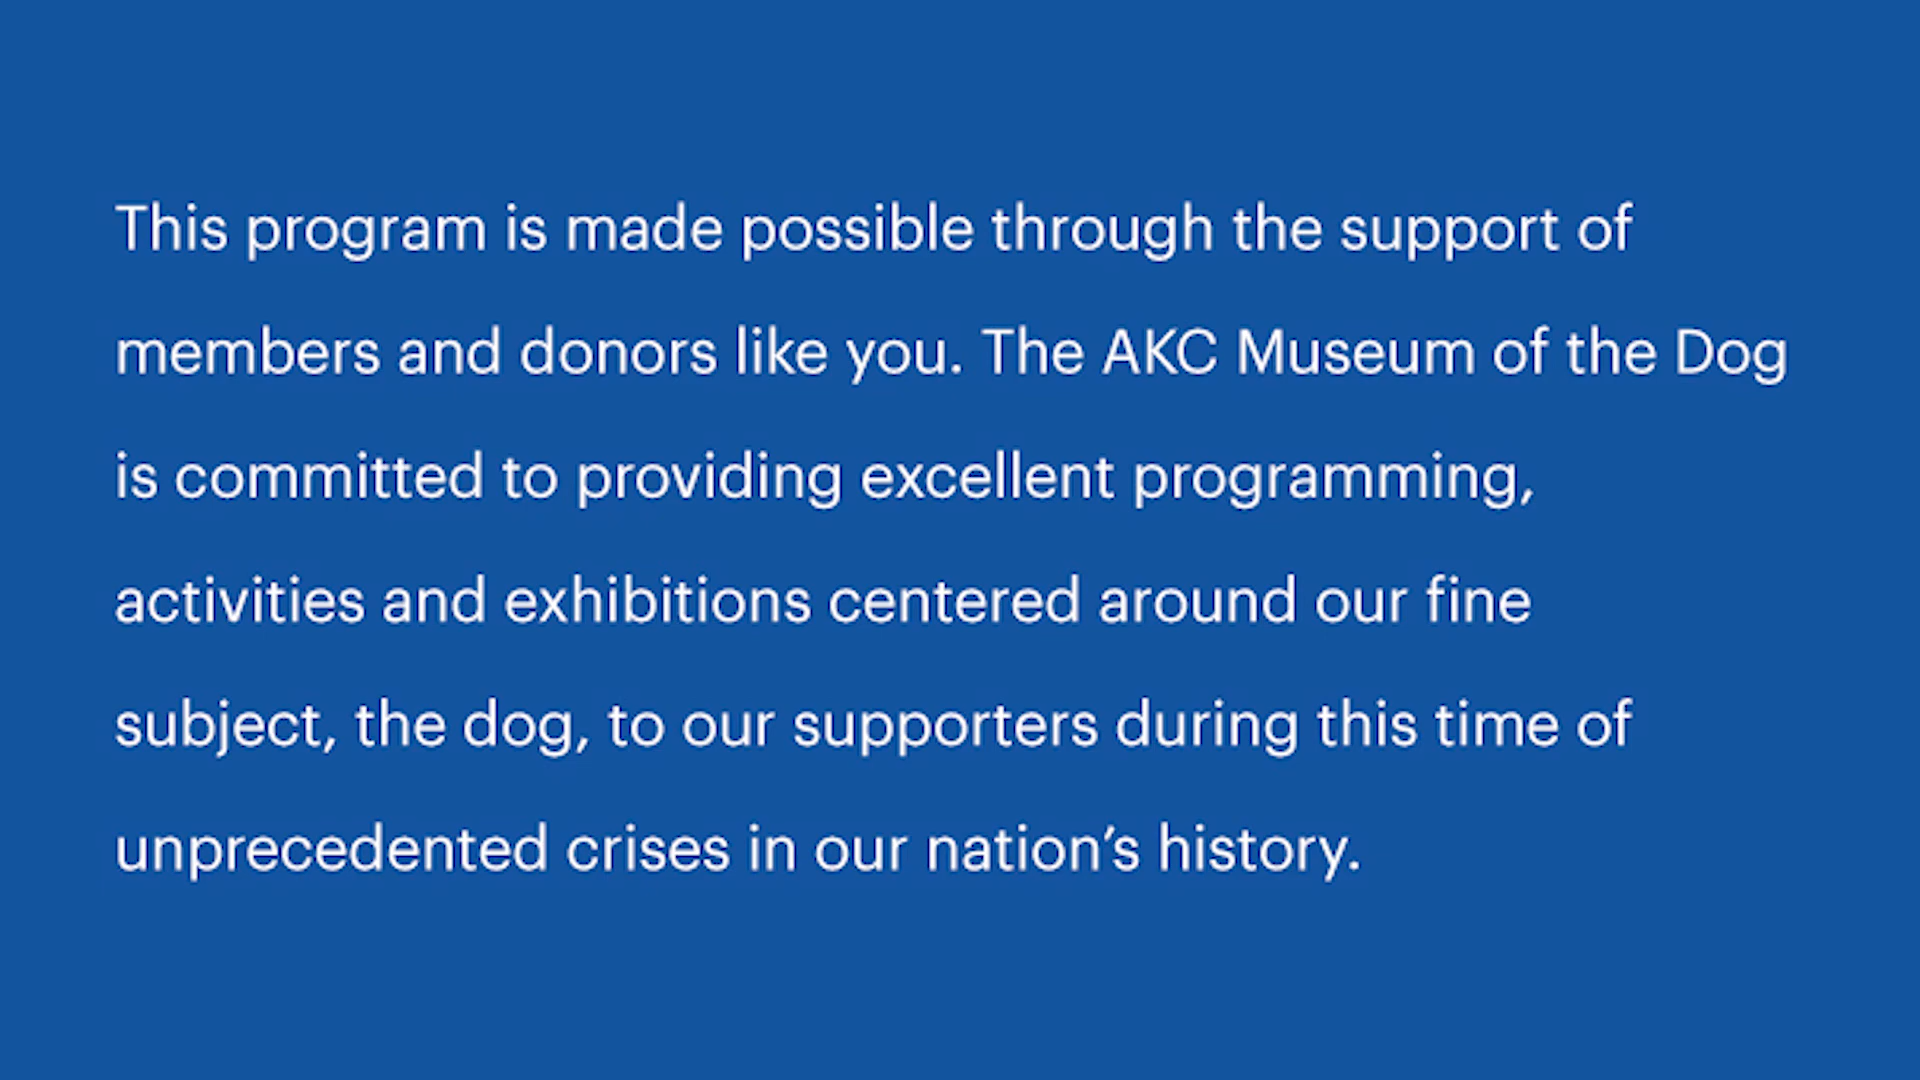 This program is made possible through the support of
members and donors like you. The AKC Museum of the Dog
is committed to providing excellent programming,
activities and exhibitions centered around our fine
subject, the dog, to our supporters during this time of
unprecedented crises in our nation’s history.